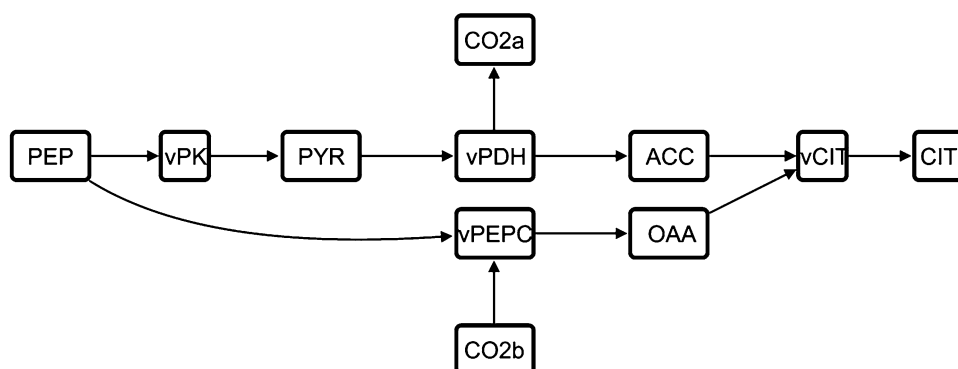 CO2a
PEP
vPK
PYR
vPDH
ACC
vCIT
CIT
vPEPC
OAA
CO2b